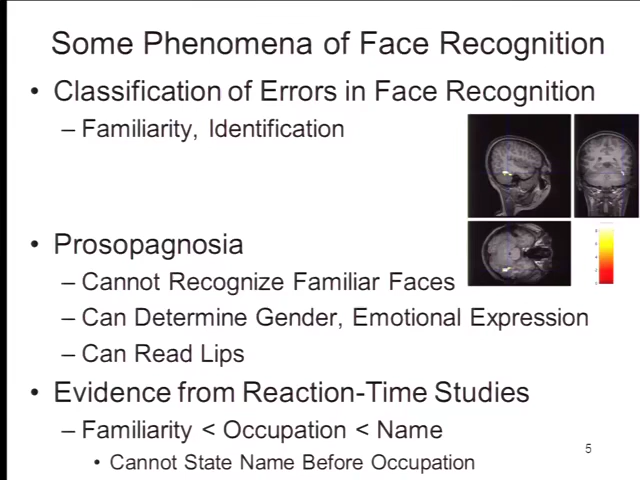 Some Phenomena of Face Recognition
• Classification of Errors in Face Recognition
– Familiarity, Identification
• Prosopagnosia
– Cannot Recognize Familiar Faces
– Can Determine Gender, Emotional Expression
– Can Read Lips
• Evidence from Reaction-Time Studies
– Familiarity < Occupation < Name
• Cannot State Name Before Occupation
5